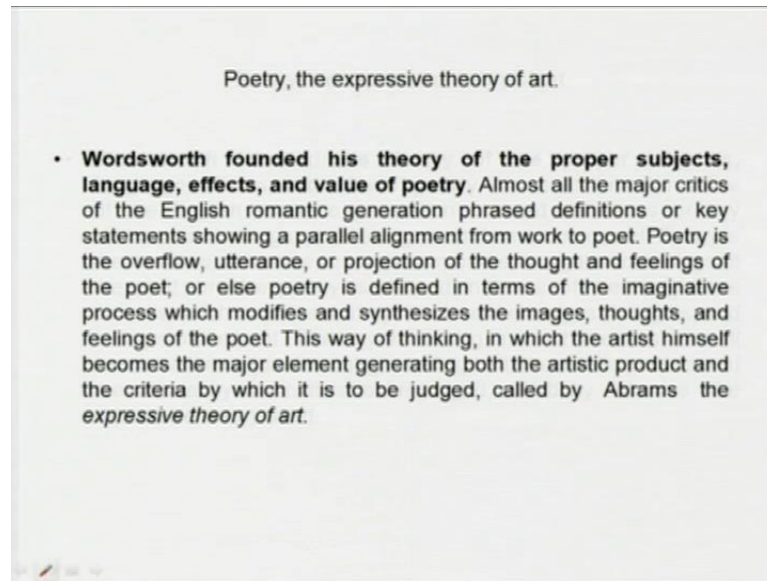 Poetry, the expressive theory of art.
• Wordsworth founded his theory of the proper subjects,
language, effects, and value of poetry. Almost all the major critics
of the English romantic generation phrased definitions or key
statements showing a parallel alignment from work to poet. Poetry is
the overflow, utterance, or projection of the thought and feelings of
the poet; or else poetry is defined in terms of the imaginative
process which modifies and synthesizes the images, thoughts, and
feelings of the poet. This way of thinking, in which the artist himself
becomes the major element generating both the artistic product and
the criteria by which it is to be judged, called by Abrams the
expressive theory of art.